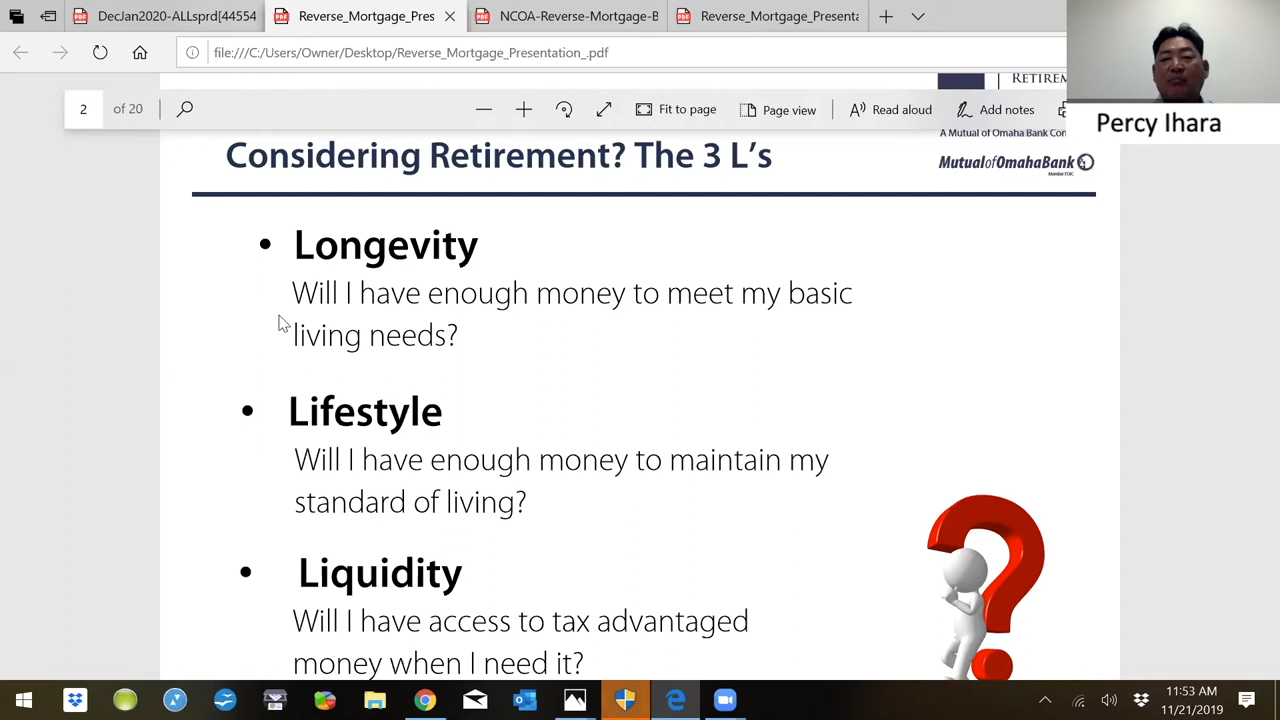 DecJan2020-ALLsprd[44554
Reverse_Mortgage_Pres
NCOA-Reverse-Mortgage-B
Reverse_Mortgage_Presenta
file:///C:/Users/Owner/Desktop/Reverse_Mortgage_Presentation_.pdf
RETIREM
2 of 20
Fit to page
Page view
Read aloud
Add notes
Percy Ihara
A Mutual of Omaha Bank Con
Considering Retirement? The 3 L's
MutualofOmahaBank
Member FDIC
• Longevity
Will I have enough money to meet my basic
living needs?
• Lifestyle
Will I have enough money to maintain my
standard of living?
• Liquidity
Will I have access to tax advantaged
money when I need it?
11:53 AM
11/21/2019